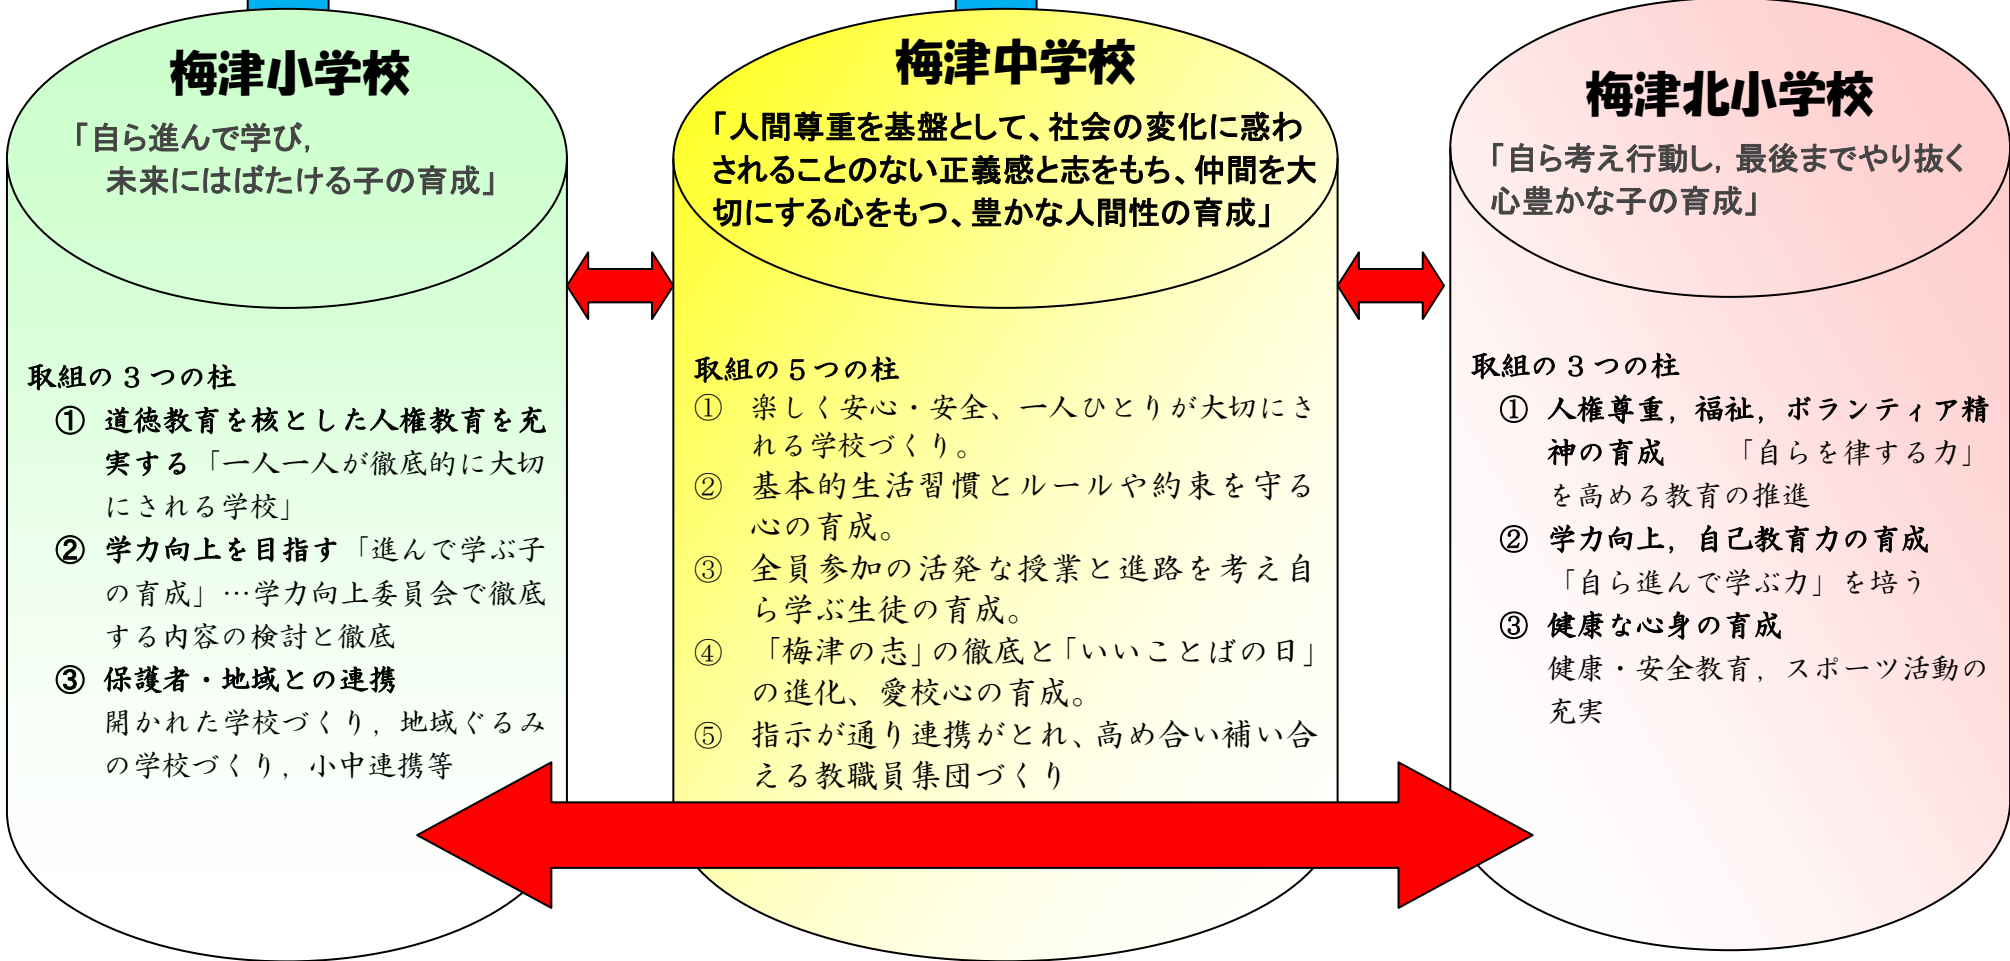 梅津小学校
「自ら進んで学び,
未来にはばたける子の育成」
取組の3つの柱
① 道徳教育を核とした人権教育を充
実する「一人一人が徹底的に大切
にされる学校」
② 学力向上を目指す「進んで学ぶ子
の育成」…学力向上委員会で徹底
する内容の検討と徹底
③ 保護者・地域との連携
開かれた学校づくり,地域ぐるみ
の学校づくり,小中連携等
梅津中学校
「人間尊重を基盤として、社会の変化に惑わ
されることのない正義感と志をもち、仲間を大
切にする心をもつ、豊かな人間性の育成」
取組の5つの柱
① 楽しく安心・安全、一人ひとりが大切にさ
れる学校づくり。
② 基本的生活習慣とルールや約束を守る
心の育成。
③ 全員参加の活発な授業と進路を考え自
ら学ぶ生徒の育成。
④ 「梅津の志」の徹底と「いいことばの日」
の進化、愛校心の育成。
⑤ 指示が通り連携がとれ、高め合い補い合
える教職員集団づくり
梅津北小学校
「自ら考え行動し,最後までやり抜く
心豊かな子の育成」
取組の3つの柱
① 人権尊重,福祉,ボランティア精
神の育成 「自らを律する力」
を高める教育の推進
② 学力向上,自己教育力の育成
「自ら進んで学ぶ力」を培う
③ 健康な心身の育成
健康・安全教育,スポーツ活動の
充実